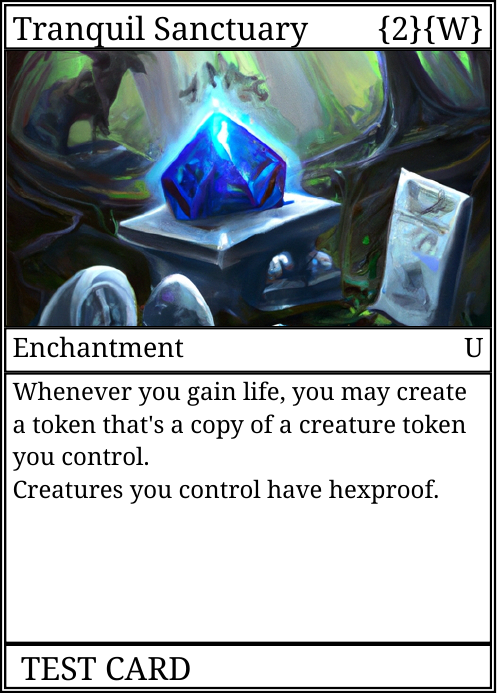 Tranquil Sanctuary {2}{W}
Enchantment U
Whenever you gain life, you may create
a token that's a copy of a creature token
you control.
Creatures you control have hexproof.
TEST CARD